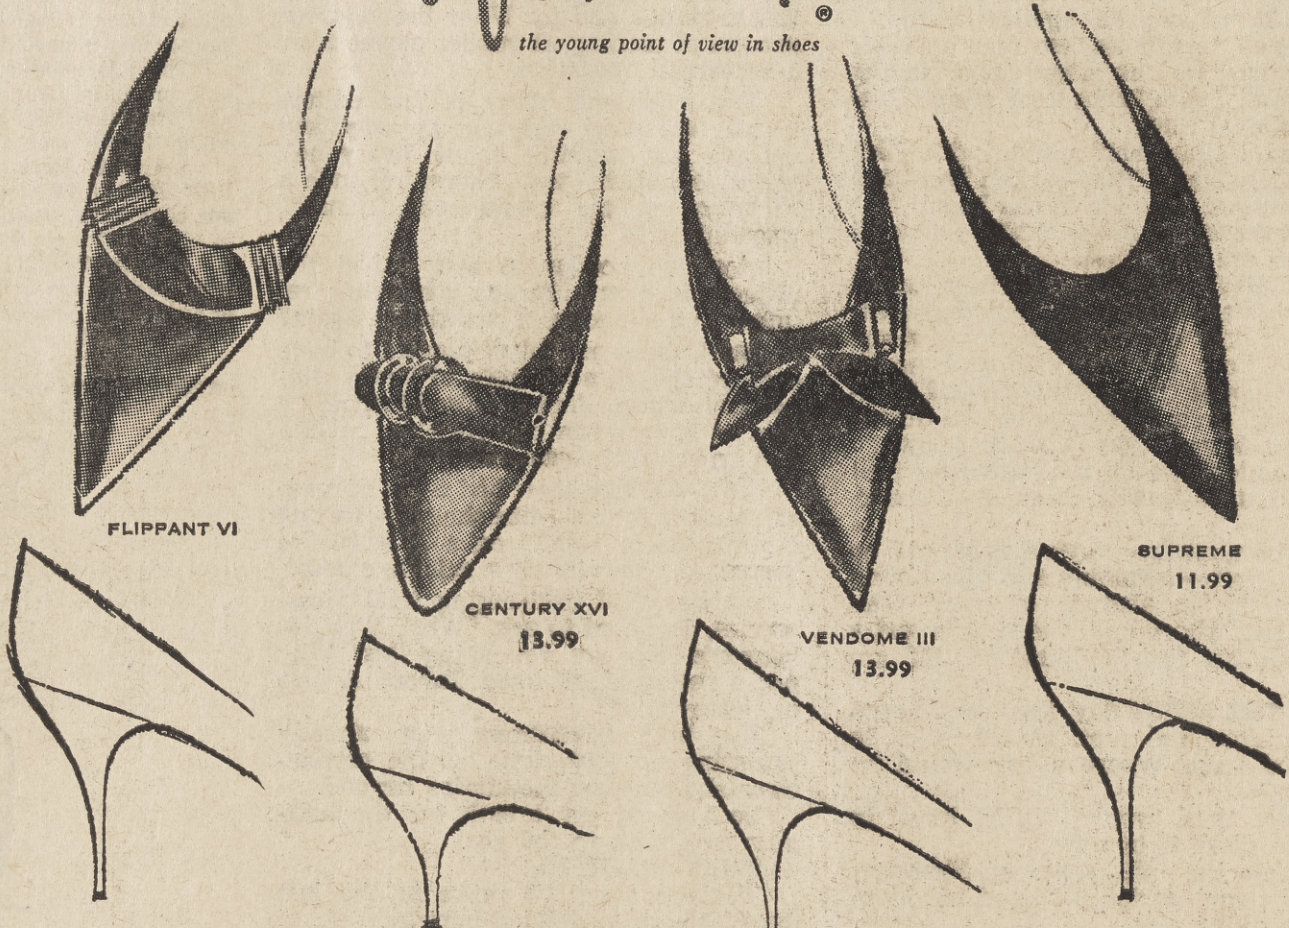 ®
the young point of view in shoes
FLIPPANT VI
CENTURY XVI
13.99
VENDOME III
13.99
SUPREME
11.99